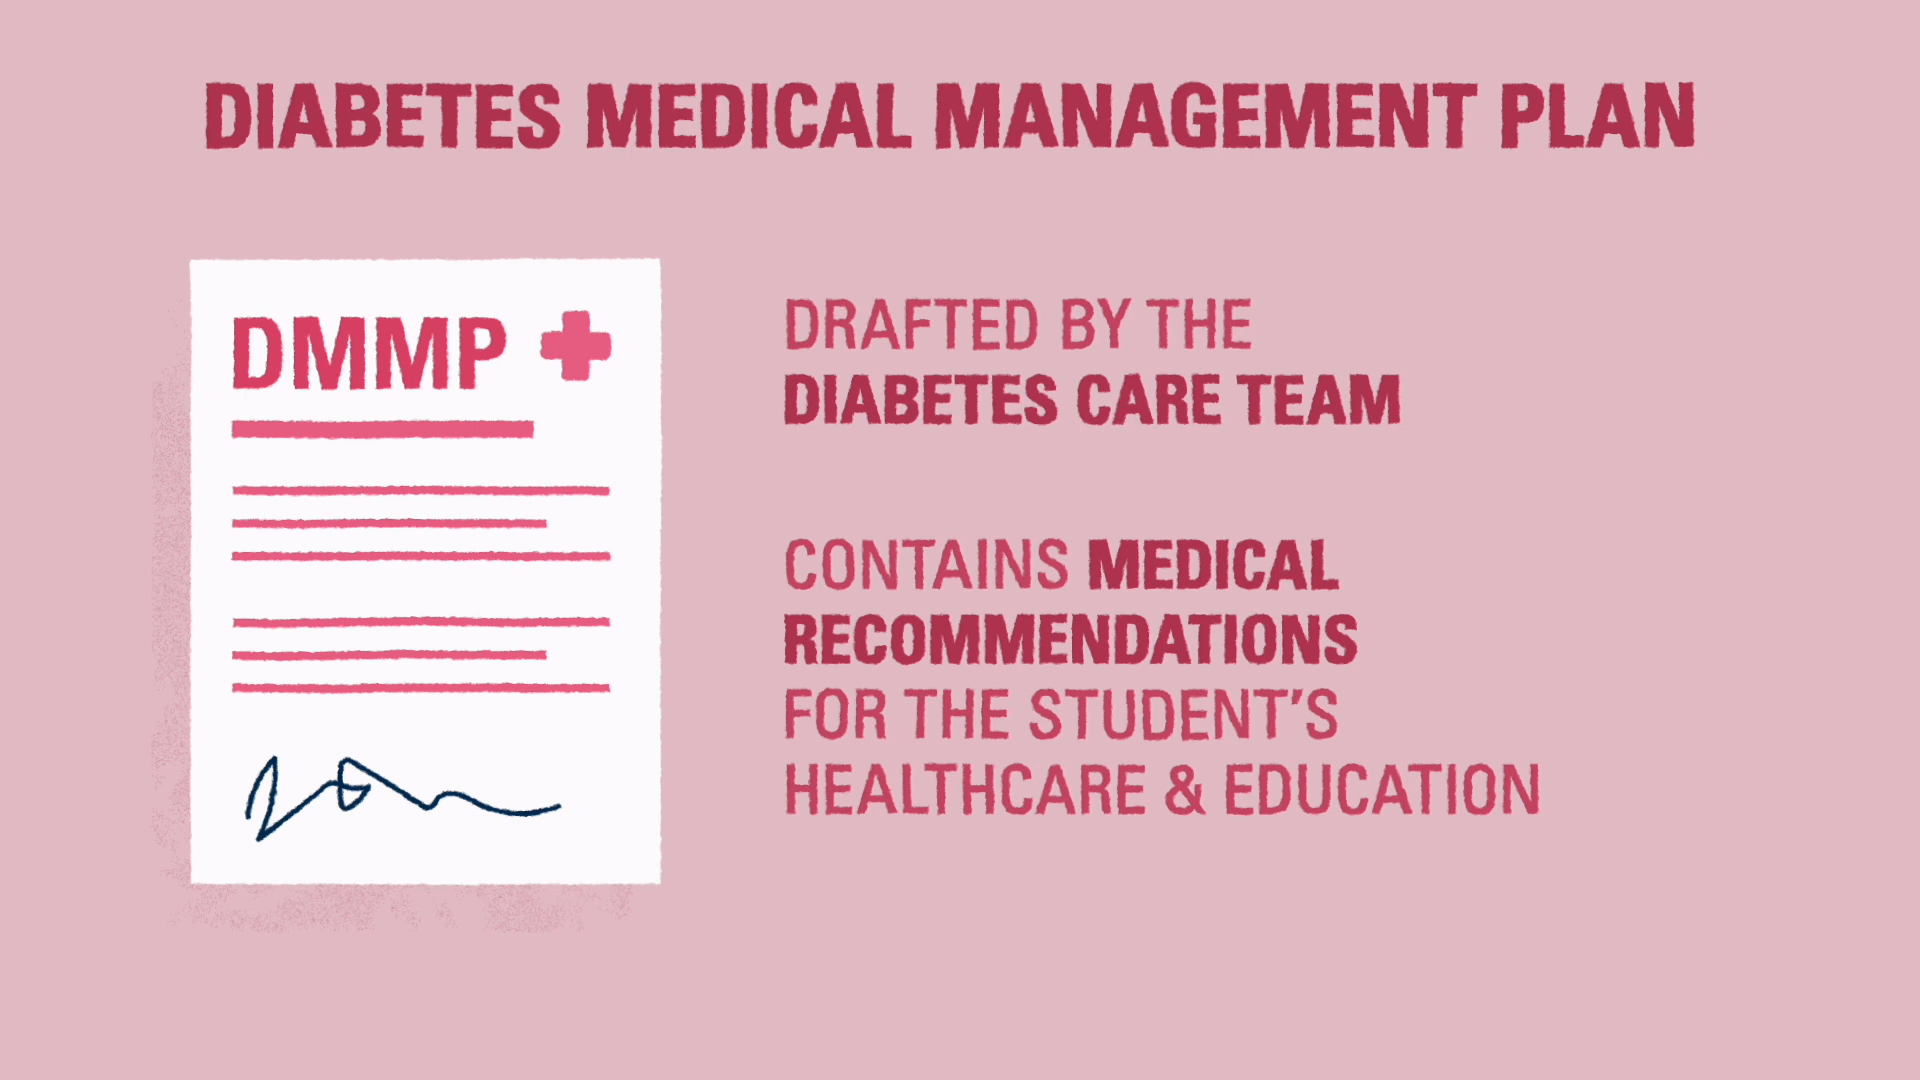 DIABETES MEDICAL MANAGEMENT PLAN
DMMP
DRAFTED BY THE
DIABETES CARE TEAM
CONTAINS MEDICAL
RECOMMENDATIONS
FOR THE STUDENT’S
HEALTHCARE & EDUCATION